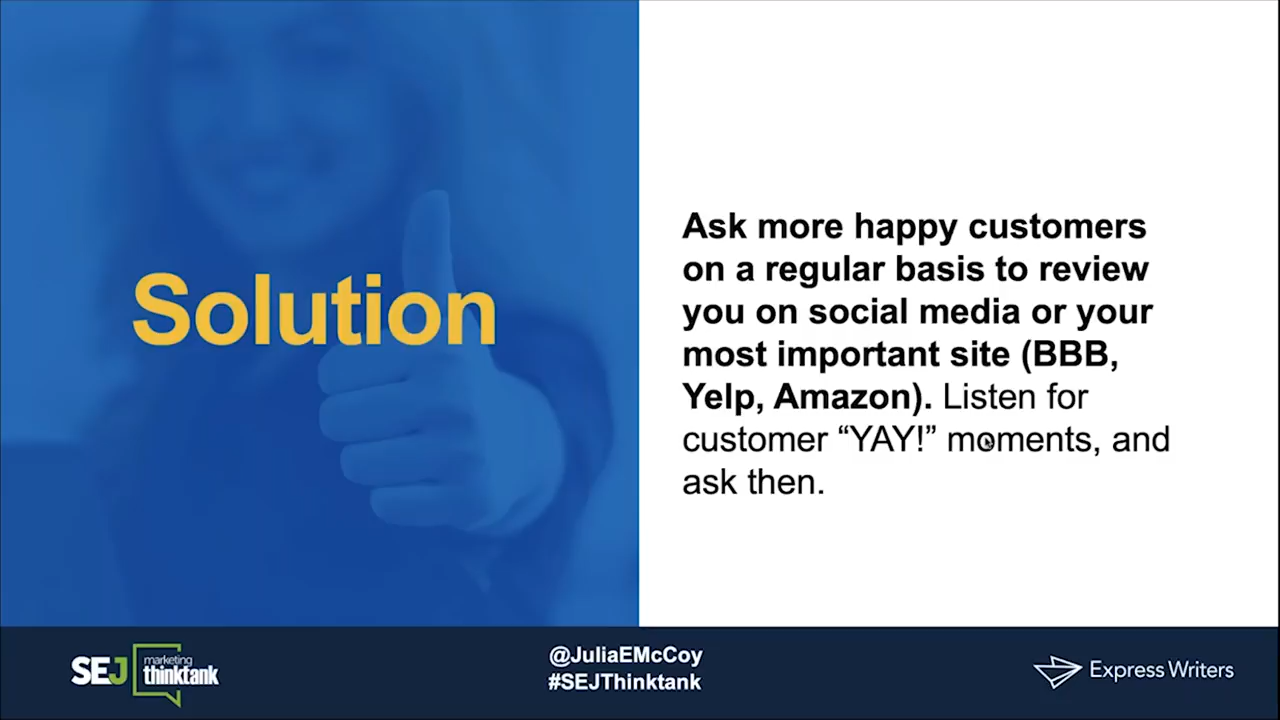 Solution
Ask more happy customers
on a regular basis to review
you on social media or your
most important site (BBB,
Yelp, Amazon). Listen for
customer “YAY!” moments, and
ask then.
SEJ marketing
thinktank
@JuliaEMcCoy
#SEJThinktank
Express Writers